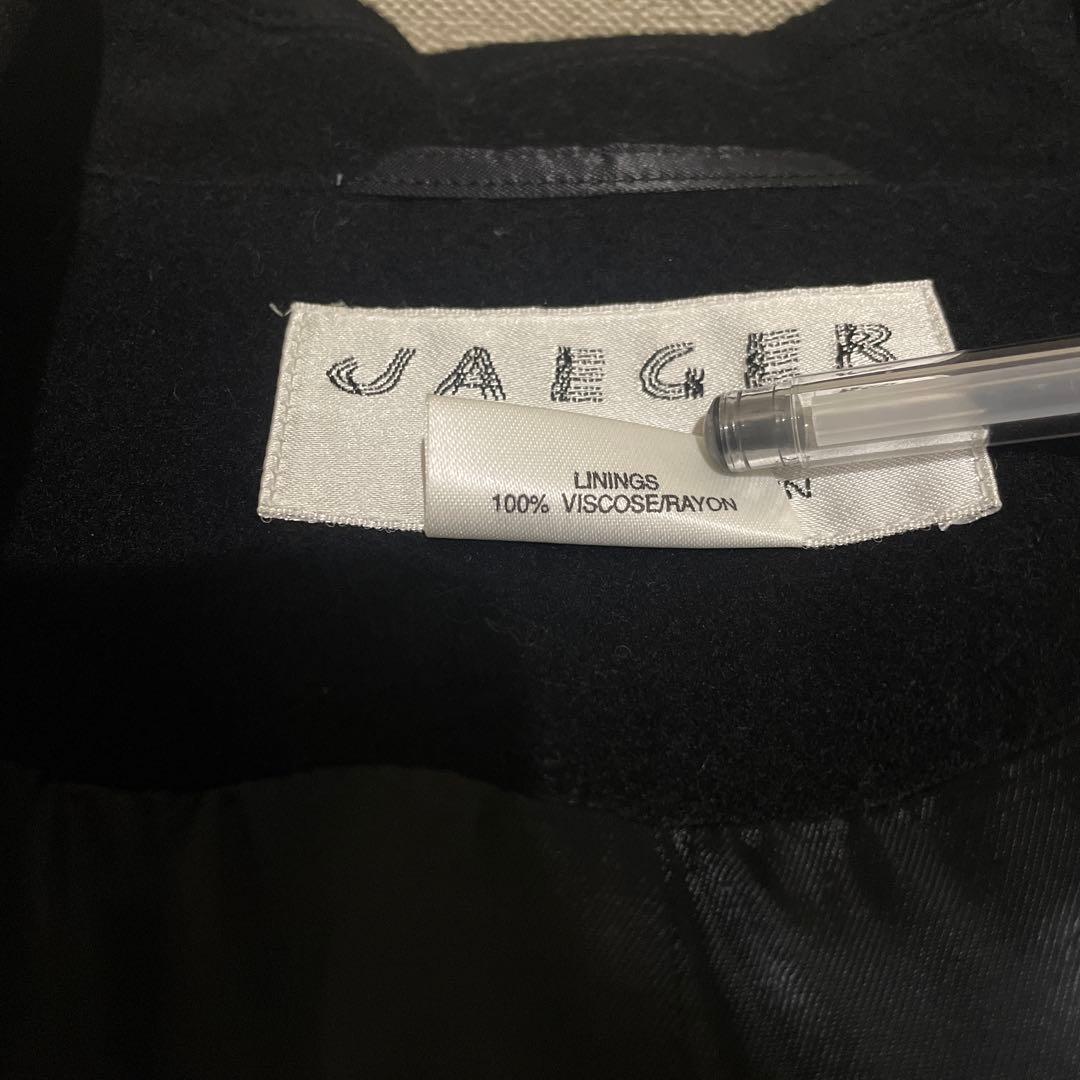 JAEGER
LININGS
100% VISCOSE/RAYON
N